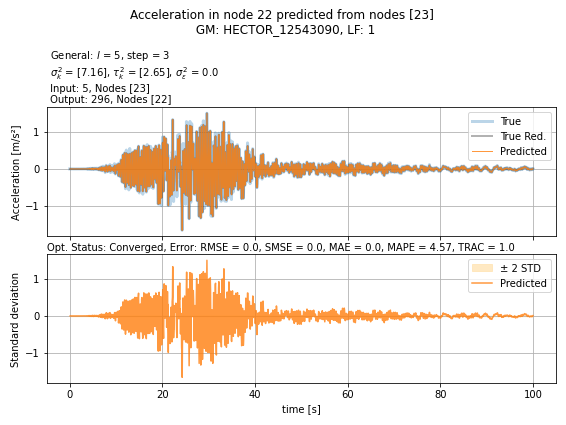 Acceleration in node 22 predicted from nodes [23]
GM: HECTOR_12543090, LF: 1
General: l = 5, step = 3
σ²ₖ = [7.16], τ²ₖ = [2.65], σ²ε = 0.0
Input: 5, Nodes [23]
Output: 296, Nodes [22]
Acceleration [m/s²]
1
0
−1
True
True Red.
Predicted
Opt. Status: Converged, Error: RMSE = 0.0, SMSE = 0.0, MAE = 0.0, MAPE = 4.57, TRAC = 1.0
Standard deviation
1
0
−1
± 2 STD
Predicted
0 20 40 60 80 100
time [s]